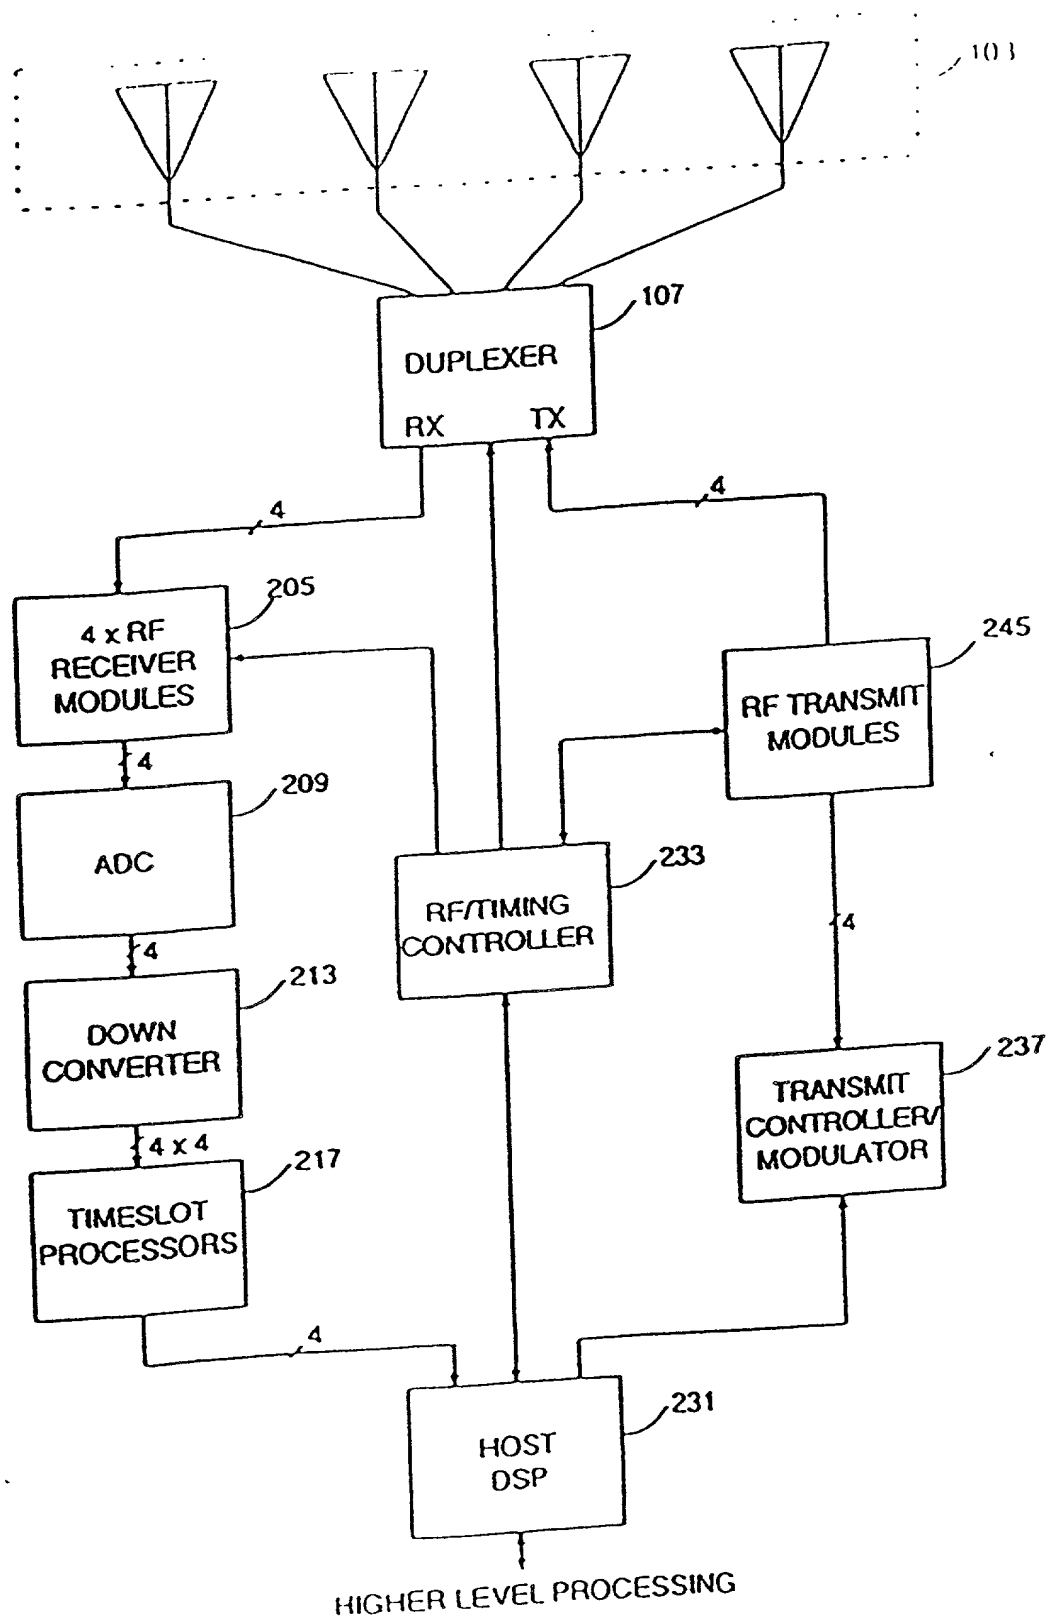 103
107
DUPLEXER
RX
TX
4
4
205
4 x RF
RECEIVER
MODULES
245
RF TRANSMIT
MODULES
4
209
ADC
233
RF/TIMING
CONTROLLER
4
4
213
DOWN
CONVERTER
237
TRANSMIT
CONTROLLER/
MODULATOR
4 x 4
217
TIMESLOT
PROCESSORS
4
231
HOST
DSP
HIGHER LEVEL PROCESSING